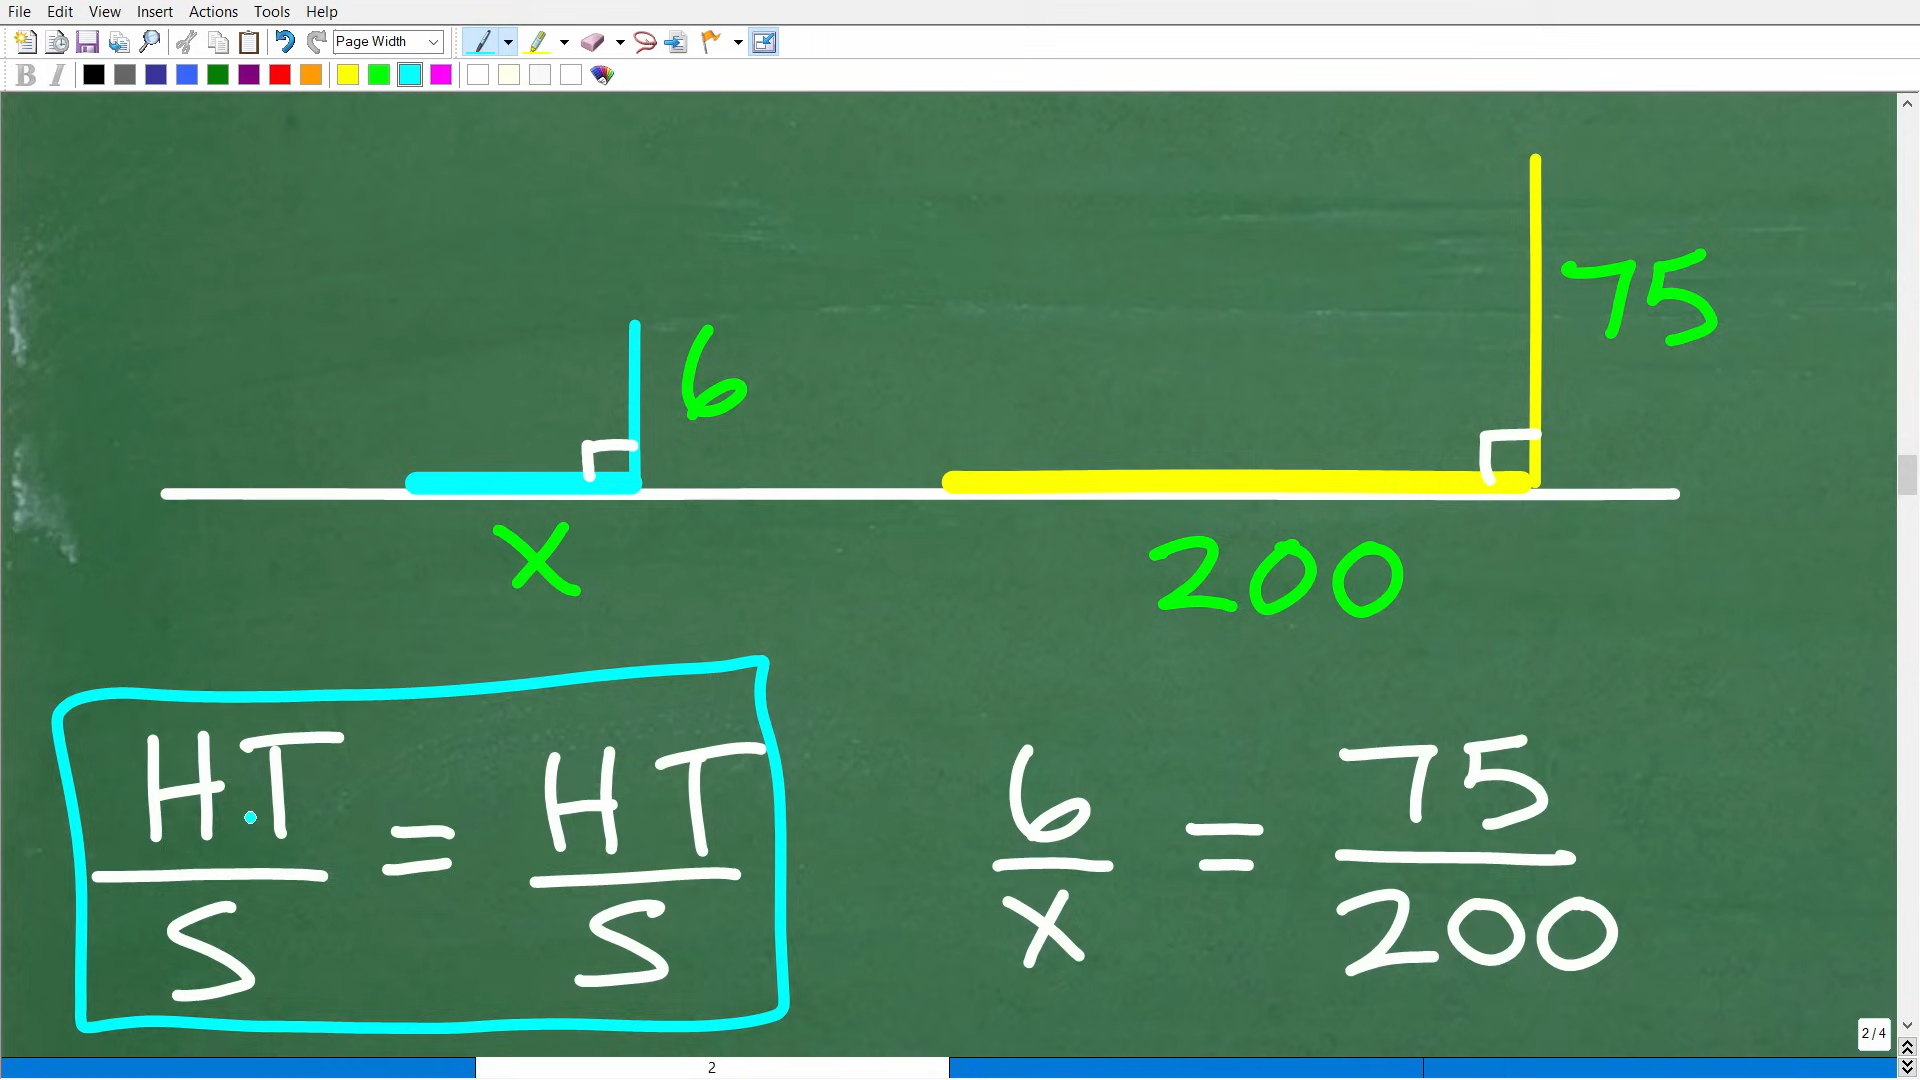 File Edit View Insert Actions Tools Help
Page Width
B I
75
6
x
200
HT = HT
S S
6 = 75
x 200
2 / 4
2